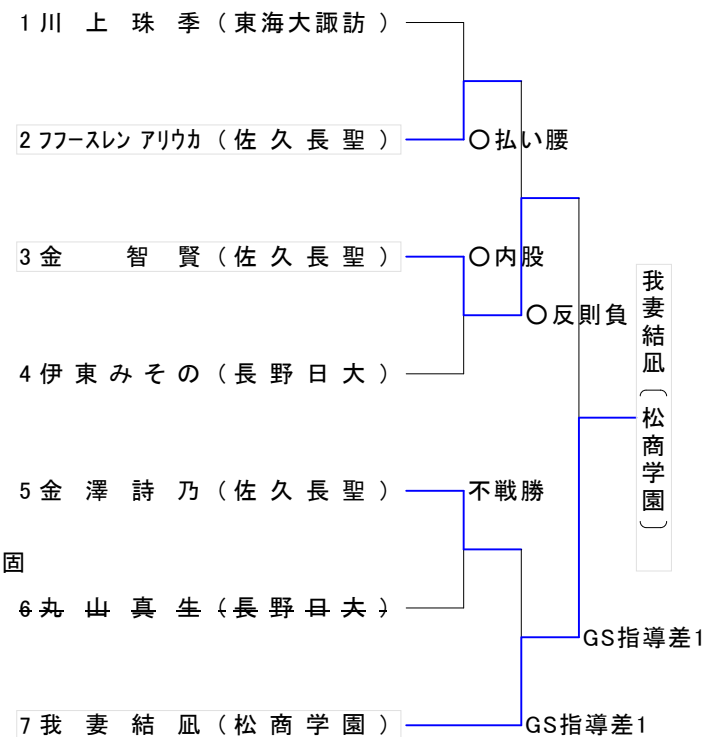 1 川上珠季（東海大諏訪）
2 フフースレン アリウカ（佐久長聖）
〇払い腰
3 金智賢（佐久長聖）
〇内股
〇反則負
4 伊東みその（長野日大）
我妻結凪（松商学園）
5 金澤詩乃（佐久長聖）
不戦勝
固
6 丸山真生（長野日大）
GS指導差1
7 我妻結凪（松商学園）
GS指導差1